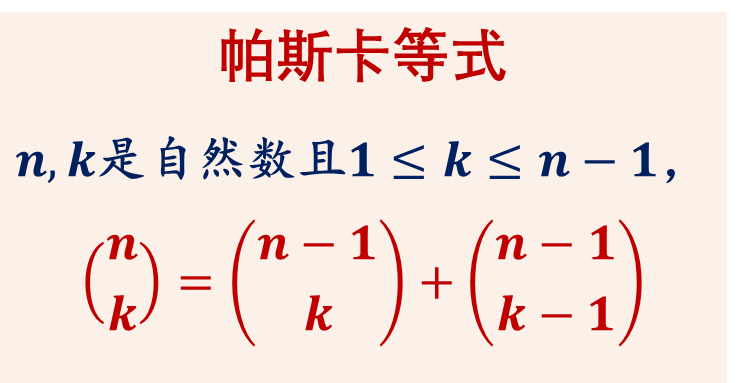 帕斯卡等式
n, k是自然数且1 ≤ k ≤ n − 1，
(n k) = (n − 1 k) + (n − 1 k − 1)